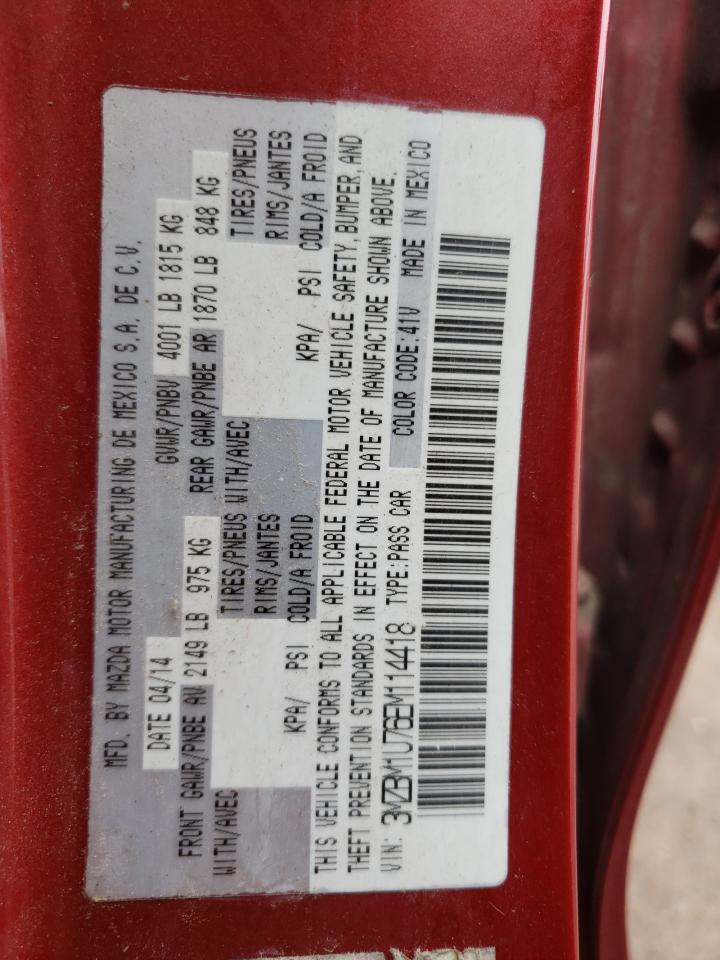 MFD. BY MAZDA MOTOR MANUFACTURING DE MEXICO S.A. DE C.V.
DATE 04/14 GVWR/PNBV 4001 LB 1815 KG
FRONT GAWR/PNBE AV 2149 LB 975 KG REAR GAWR/PNBE AR 1870 LB 848 KG
WITH/AVEC TIRES/PNEUS WITH/AVEC TIRES/PNEUS
RIMS/JANTES RIMS/JANTES
KPA/ PSI COLD/A FROID KPA/ PSI COLD/A FROID
THIS VEHICLE CONFORMS TO ALL APPLICABLE FEDERAL MOTOR VEHICLE SAFETY, BUMPER, AND
THEFT PREVENTION STANDARDS IN EFFECT ON THE DATE OF MANUFACTURE SHOWN ABOVE.
VIN: 3MZBM1U76EM114418 TYPE:PASS CAR COLOR CODE:41V MADE IN MEXICO